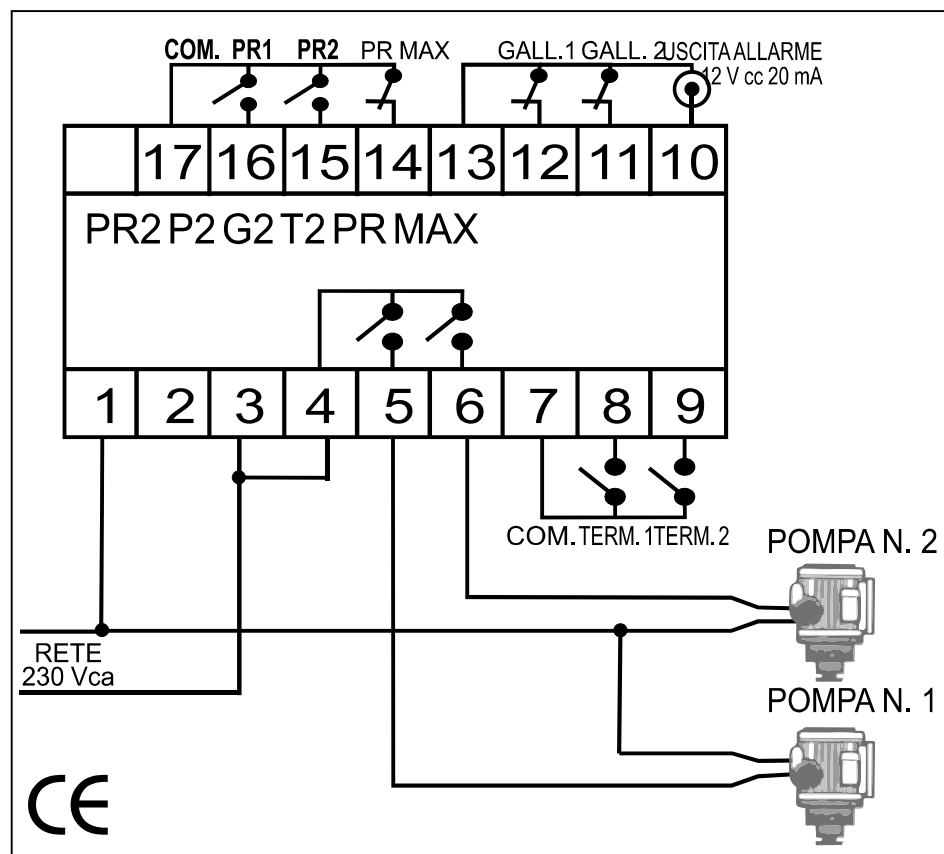 COM. PR1 PR2 PR MAX GALL. 1 GALL. 2 USCITA ALLARME
12 V cc 20 mA
17 16 15 14 13 12 11 10
PR2 P2 G2 T2 PR MAX
1 2 3 4 5 6 7 8 9
COM. TERM. 1 TERM. 2
POMPA N. 2
RETE
230 Vca
POMPA N. 1
CE